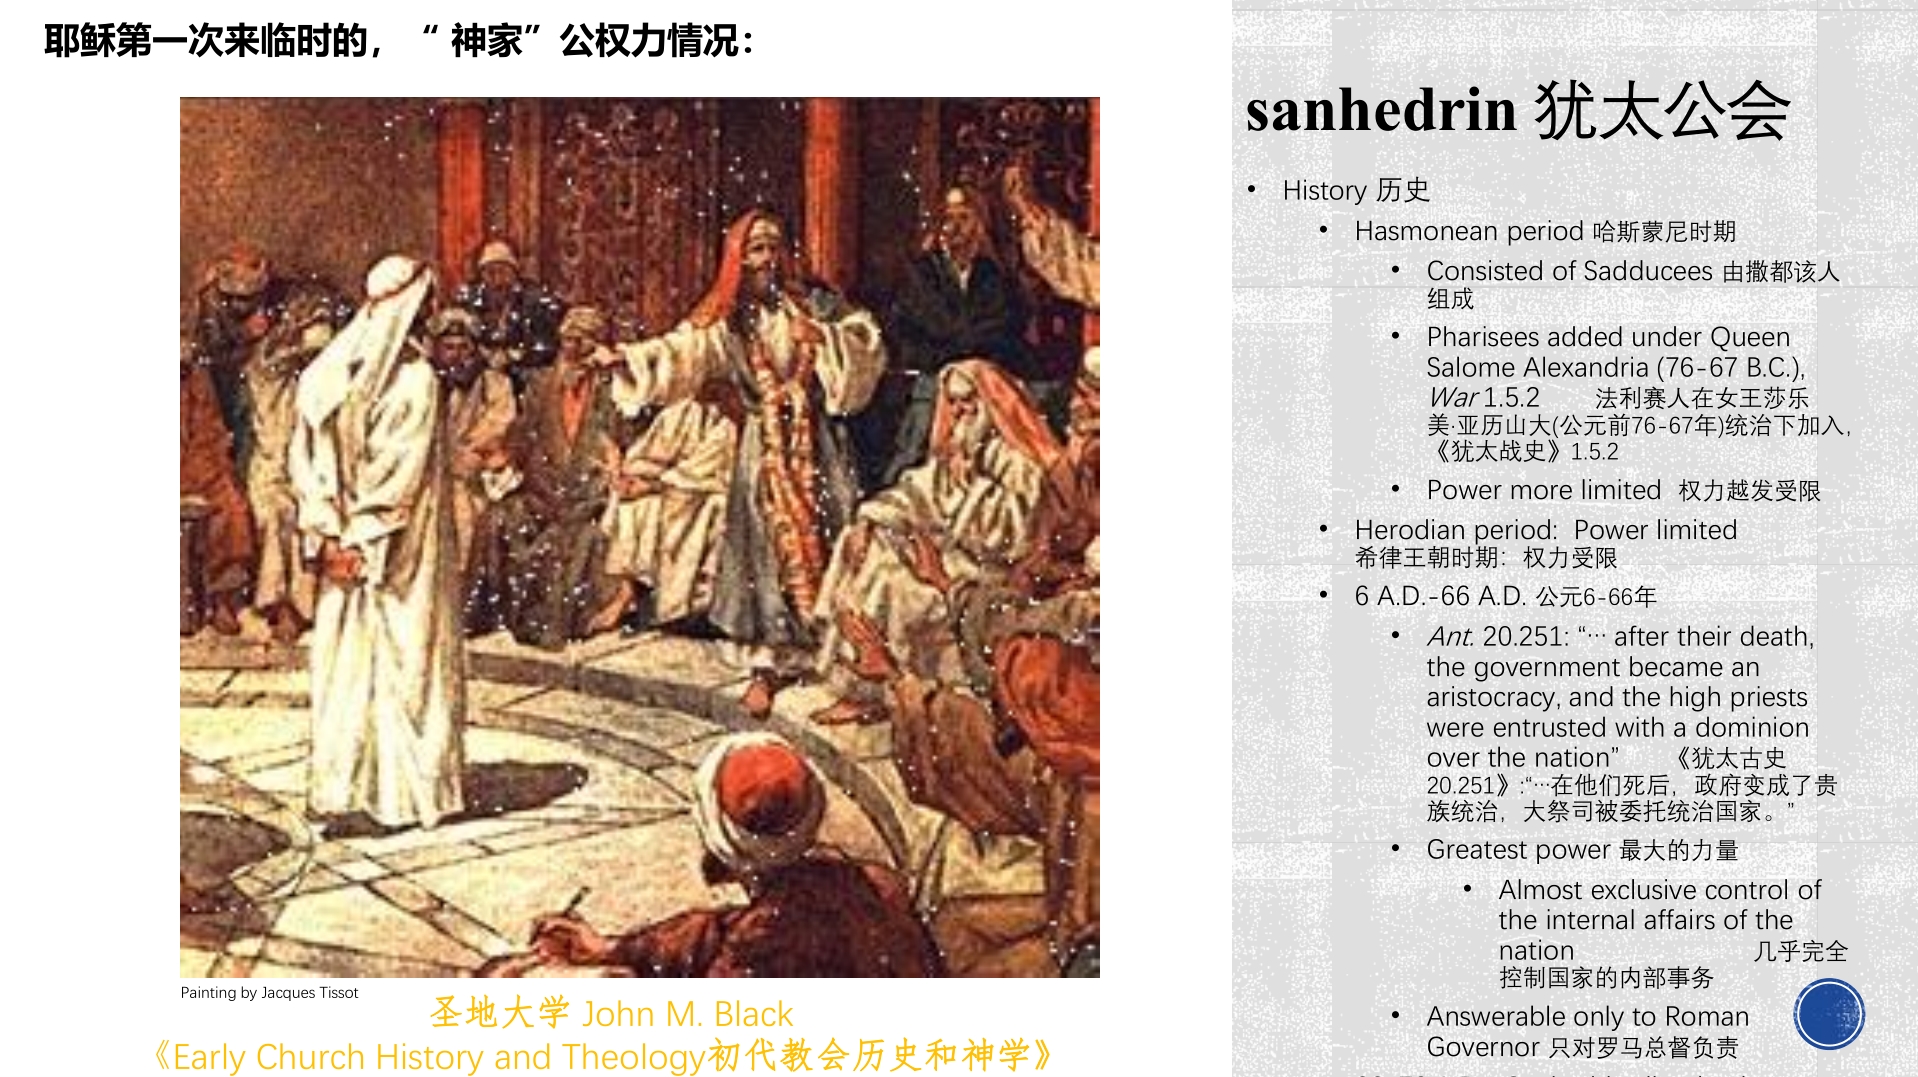 耶稣第一次来临时的，“ 神家”公权力情况：
sanhedrin 犹太公会
• History 历史
• Hasmonean period 哈斯蒙尼时期
• Consisted of Sadducees 由撒都该人
组成
• Pharisees added under Queen
Salome Alexandria (76-67 B.C.),
War 1.5.2 法利赛人在女王莎乐
美·亚历山大(公元前76-67年)统治下加入,
《犹太战史》1.5.2
• Power more limited 权力越发受限
• Herodian period: Power limited
希律王朝时期：权力受限
• 6 A.D.-66 A.D. 公元6-66年
• Ant. 20.251: “… after their death,
the government became an
aristocracy, and the high priests
were entrusted with a dominion
over the nation” 《犹太古史
20.251》:“…在他们死后，政府变成了贵
族统治，大祭司被委托统治国家。”
• Greatest power 最大的力量
• Almost exclusive control of
the internal affairs of the
nation 几乎完全
控制国家的内部事务
• Answerable only to Roman
Governor 只对罗马总督负责
Painting by Jacques Tissot
圣地大学 John M. Black
《Early Church History and Theology初代教会历史和神学》